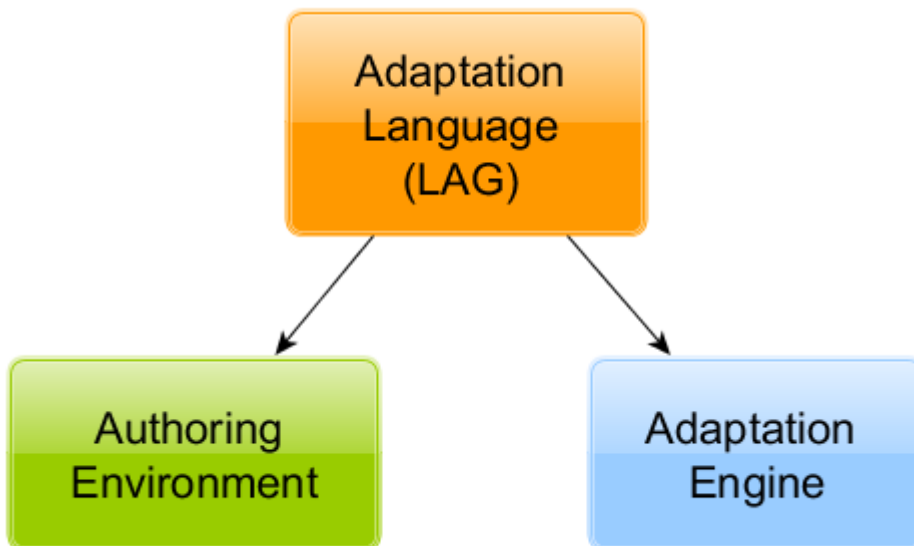 Adaptation
Language
(LAG)
Authoring
Environment
Adaptation
Engine